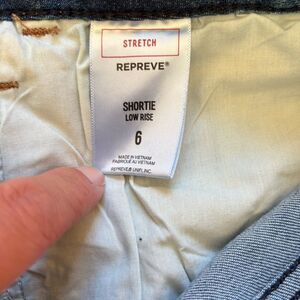 STRETCH
REPREVE®
SHORTIE
LOW RISE
6
MADE IN VIETNAM
FABRIQUÉ AU VIETNAM
REPREVE® UNIFI, INC.